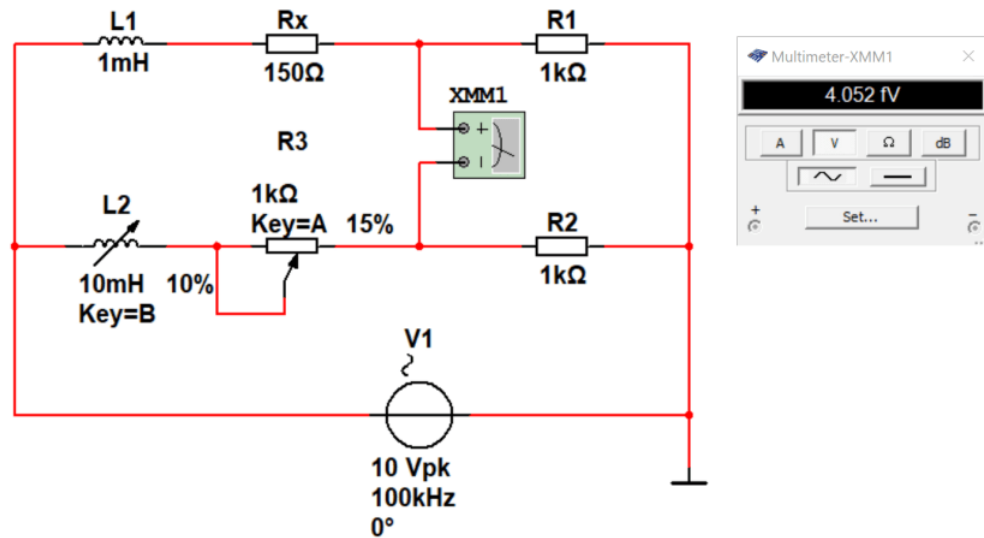 L1
1mH
Rx
150Ω
R1
1kΩ
XMM1
R3
1kΩ
Key=A 15%
L2
10mH 10%
Key=B
R2
1kΩ
V1
10 Vpk
100kHz
0°
Multimeter-XMM1
4.052 fV
A V Ω dB
+ Set... −